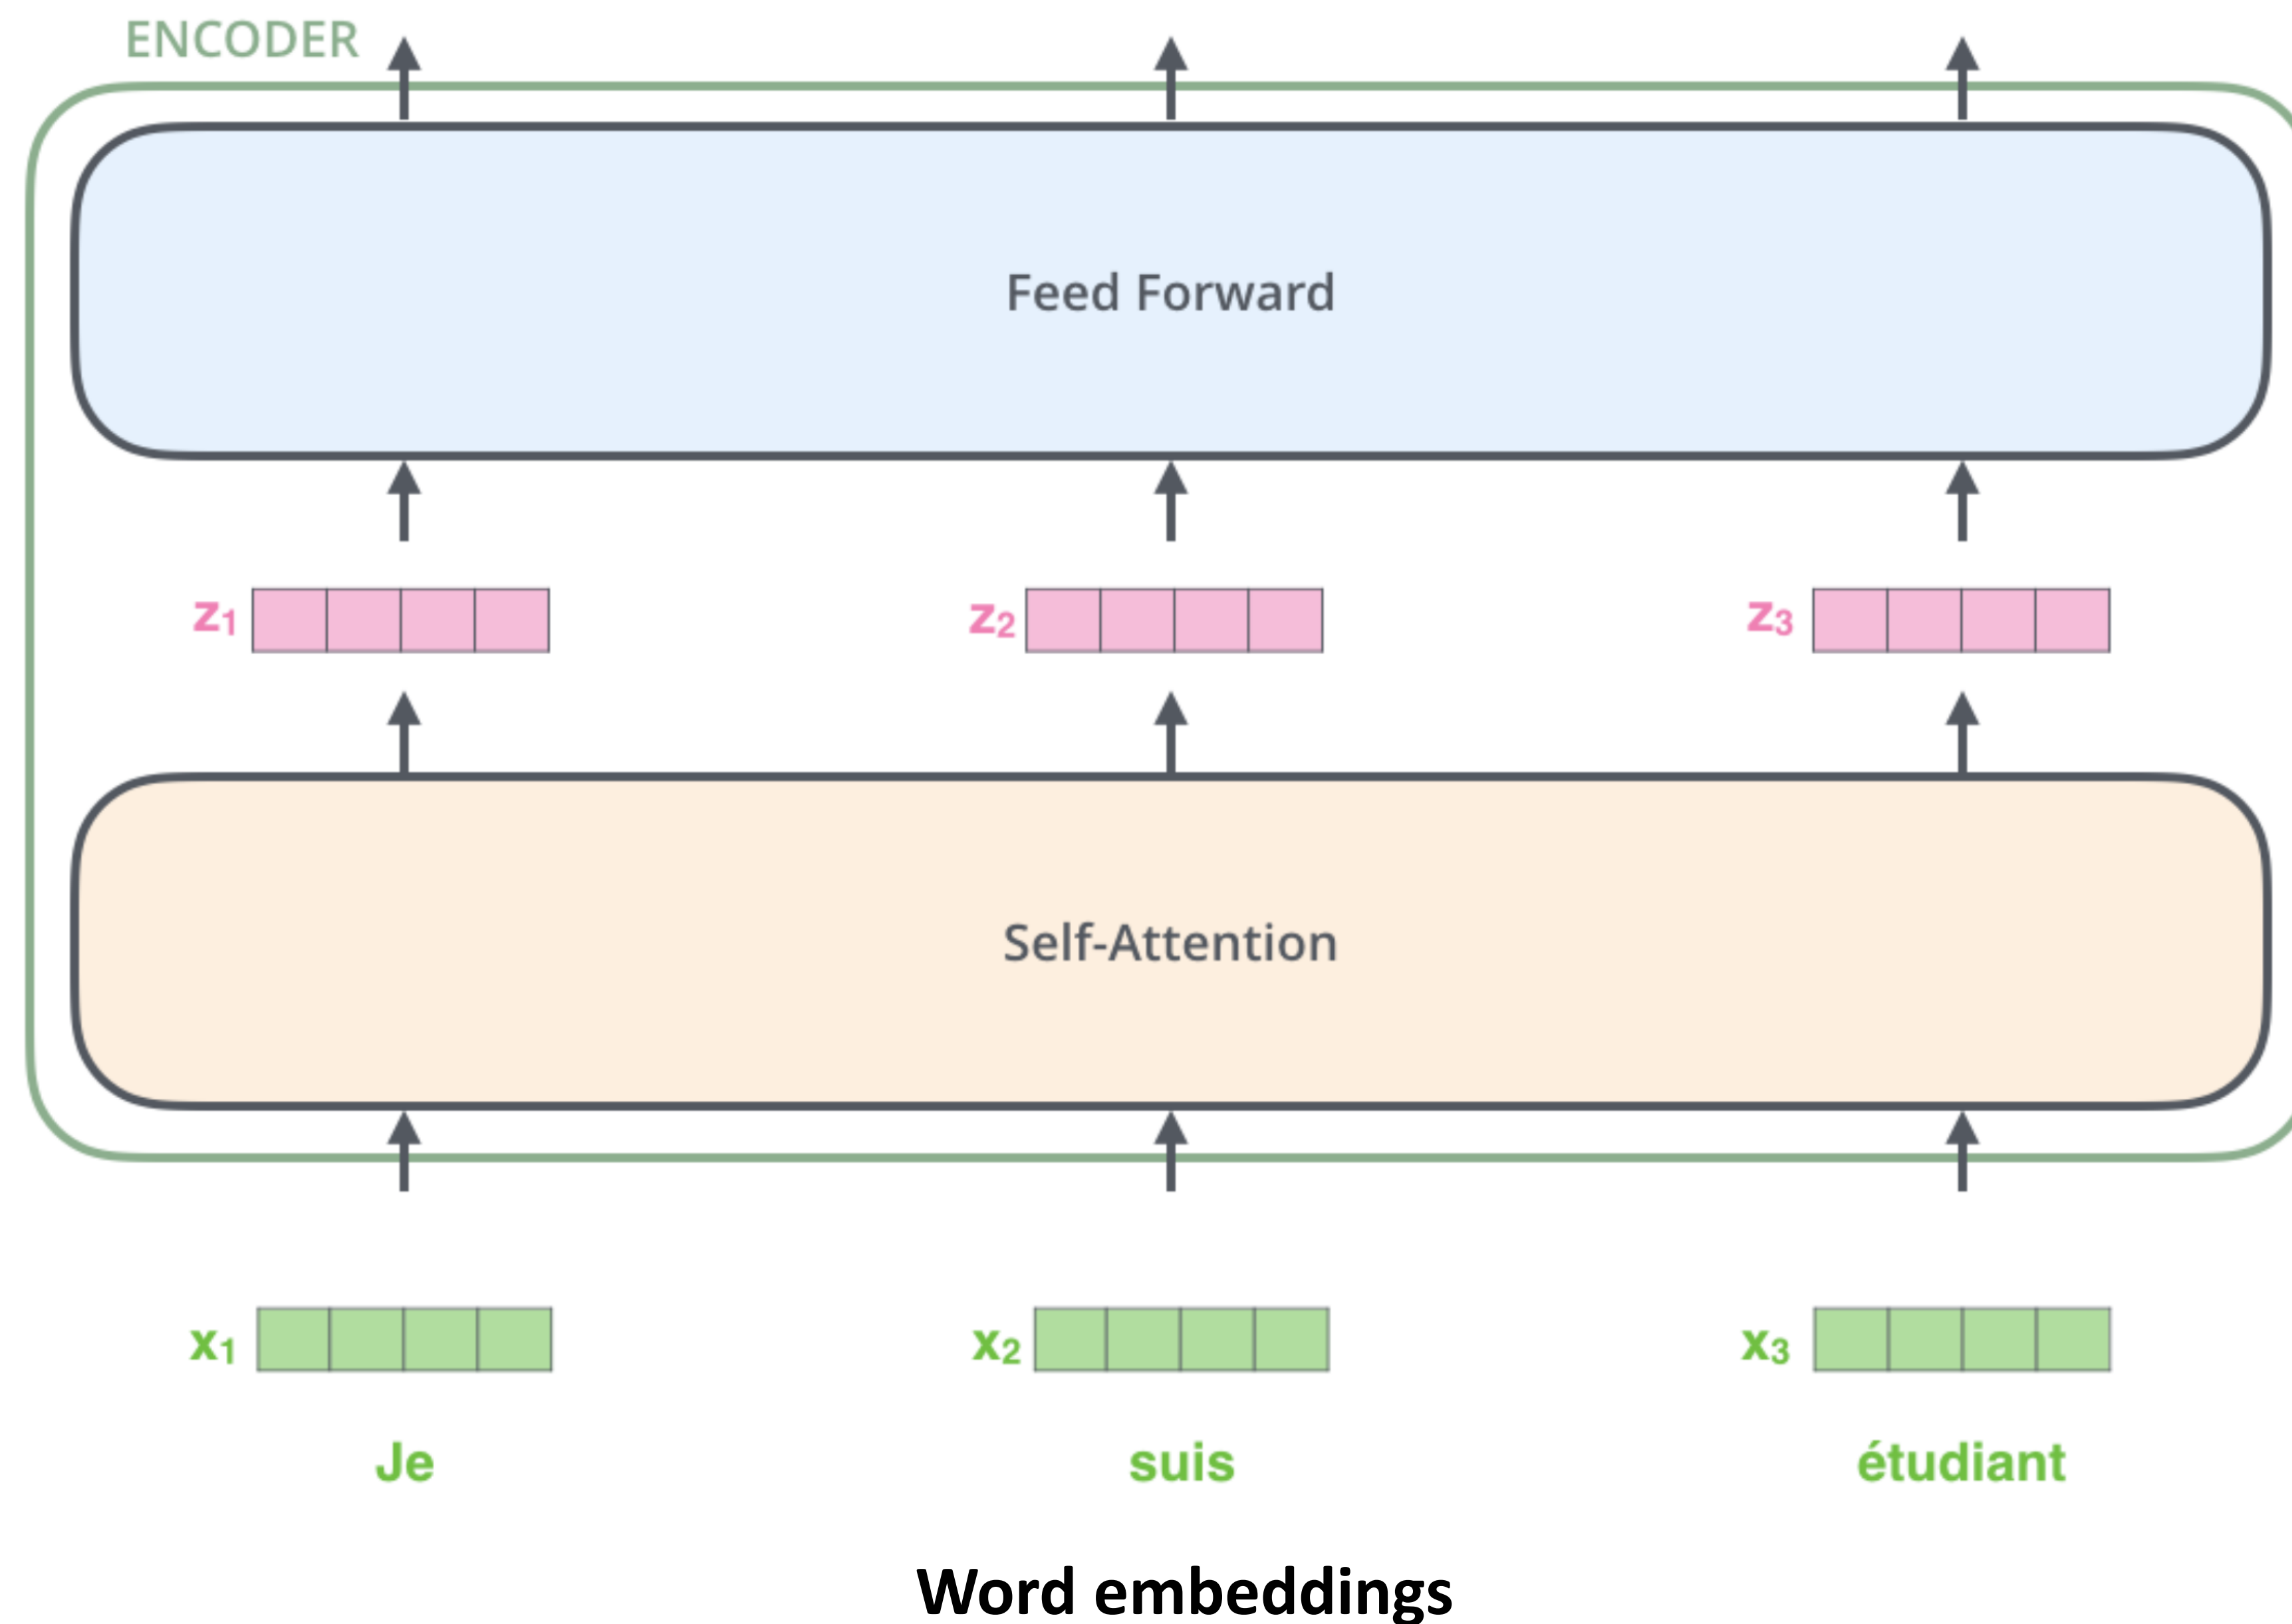 ENCODER
Feed Forward
z1 z2 z3
Self-Attention
x1 x2 x3
Je suis étudiant
Word embeddings